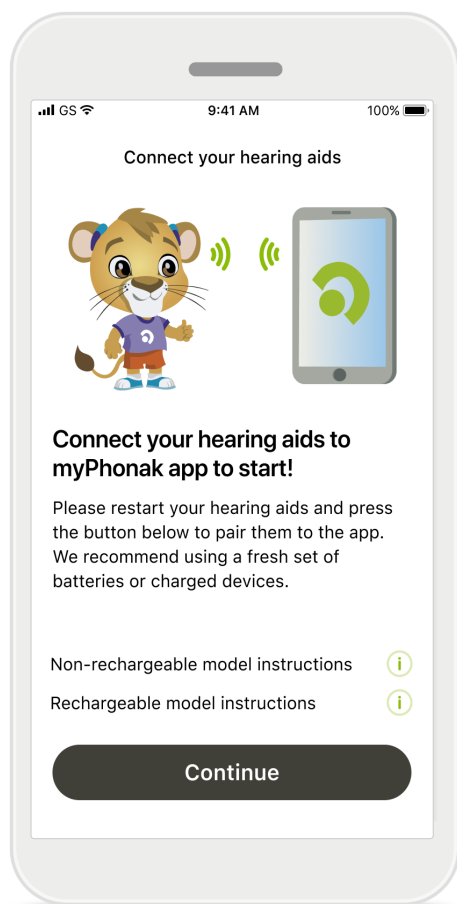 GS 9:41 AM 100%
Connect your hearing aids
Connect your hearing aids to
myPhonak app to start!
Please restart your hearing aids and press
the button below to pair them to the app.
We recommend using a fresh set of
batteries or charged devices.
Non-rechargeable model instructions i
Rechargeable model instructions i
Continue